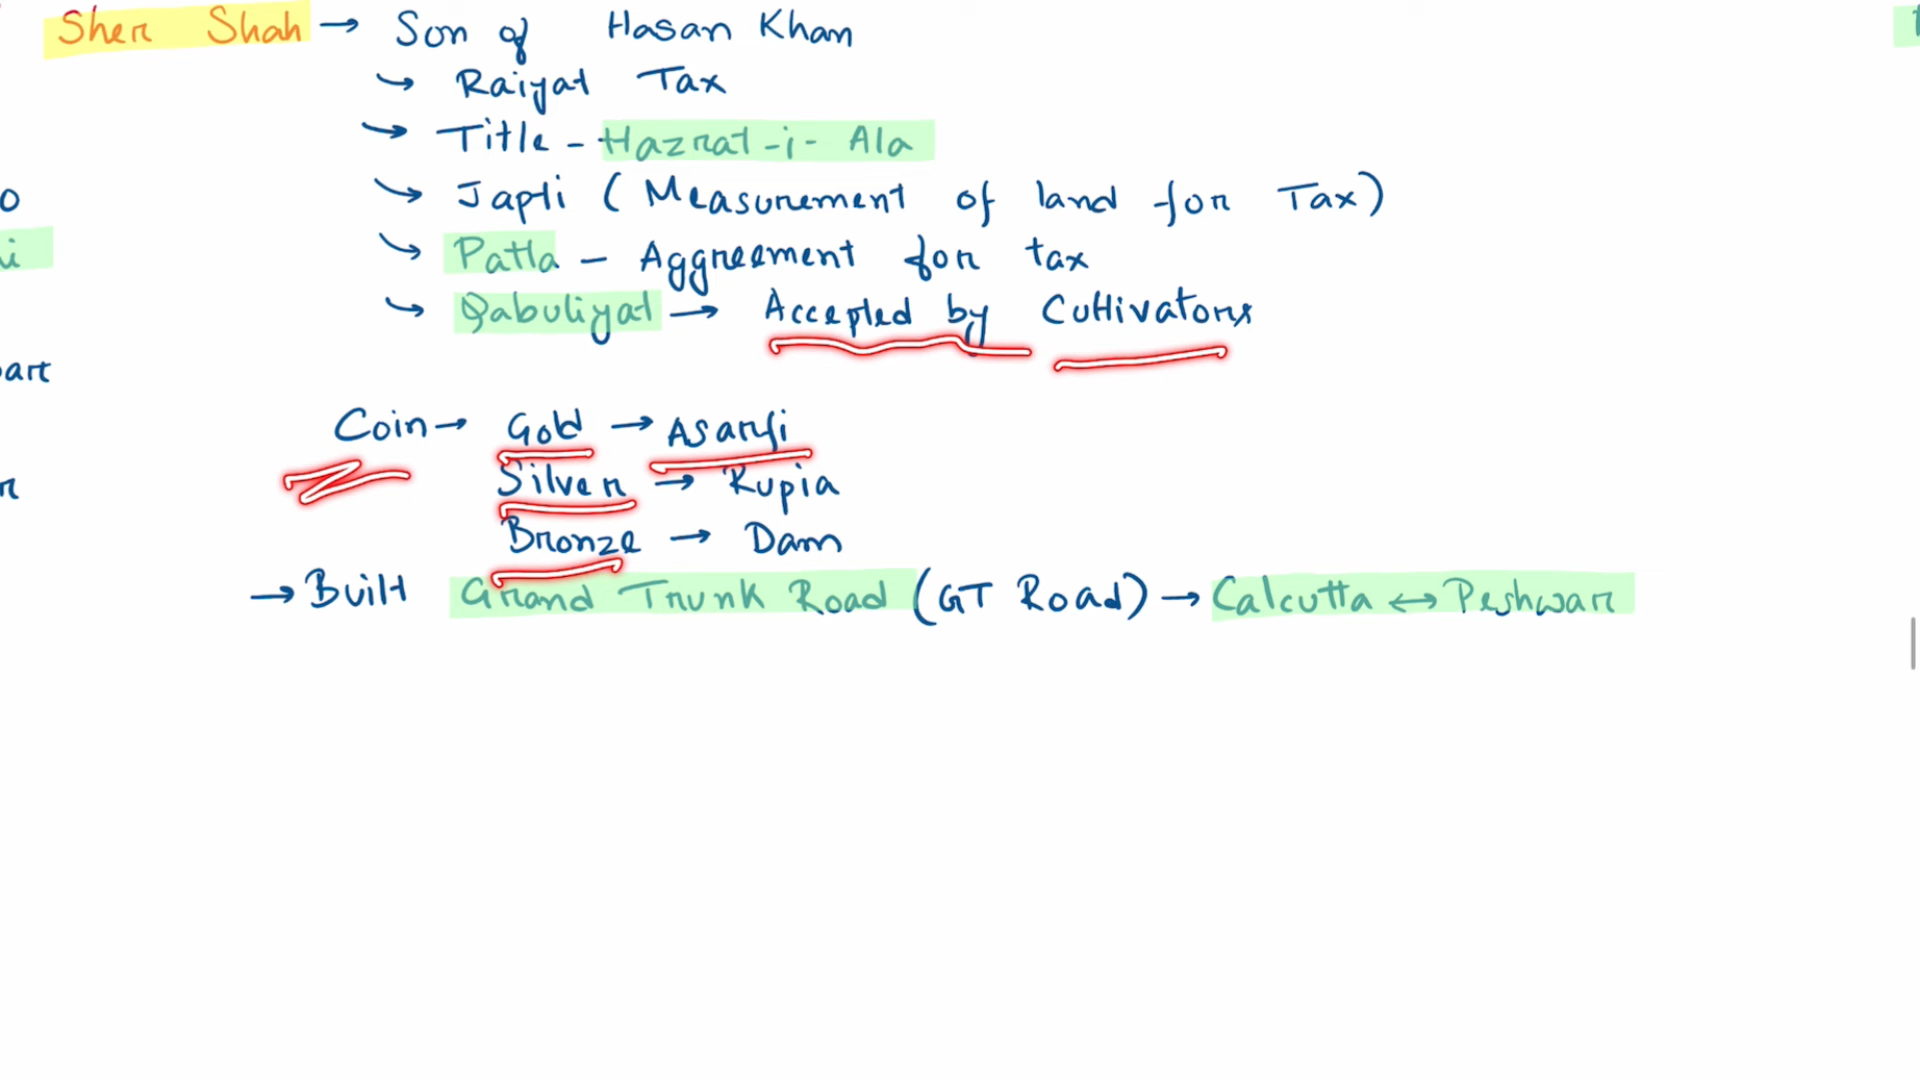 Sher Shah → Son of Hasan Khan
↳ Raiyat Tax
↳ Title - Hazrat-i-Ala
o
↳ Japti (Measurement of land for Tax)
i
↳ Patta - Aggreement for tax
↳ Qabuliyat → Accepted by Cultivators
art
Coin → Gold → Asarfi
r
Silver → Rupia
Bronze → Dam
→ Built Grand Trunk Road (GT Road) → Calcutta ↔ Peshwar